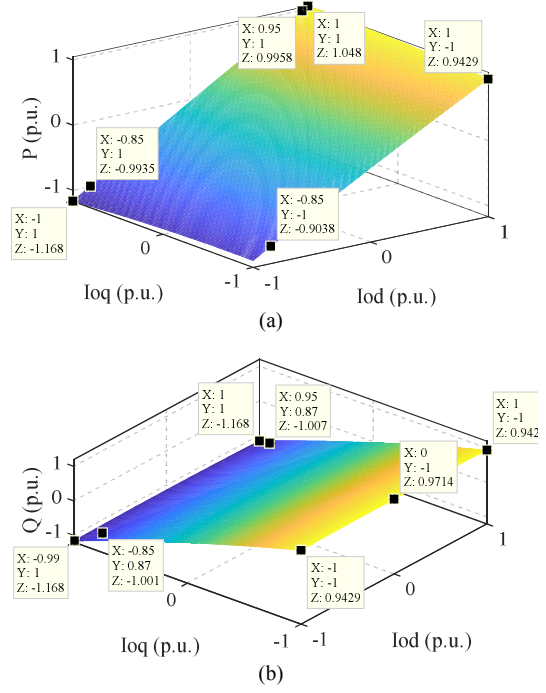 X: 0.95
Y: 1
Z: 0.9958
X: 1
Y: 1
Z: 1.048
X: 1
Y: -1
Z: 0.9429
X: -0.85
Y: 1
Z: -0.9935
X: -0.85
Y: -1
Z: -0.9038
X: -1
Y: 1
Z: -1.168
1
0
-1
P (p.u.)
0
-1
Ioq (p.u.)
-1
0
1
Iod (p.u.)
(a)
X: 1
Y: 1
Z: -1.168
X: 0.95
Y: 0.87
Z: -1.007
X: 1
Y: -1
Z: 0.942
X: 0
Y: -1
Z: 0.9714
X: -0.99
Y: 1
Z: -1.168
X: -0.85
Y: 0.87
Z: -1.001
X: -1
Y: -1
Z: 0.9429
1
0
-1
Q (p.u.)
0
-1
Ioq (p.u.)
-1
0
1
Iod (p.u.)
(b)